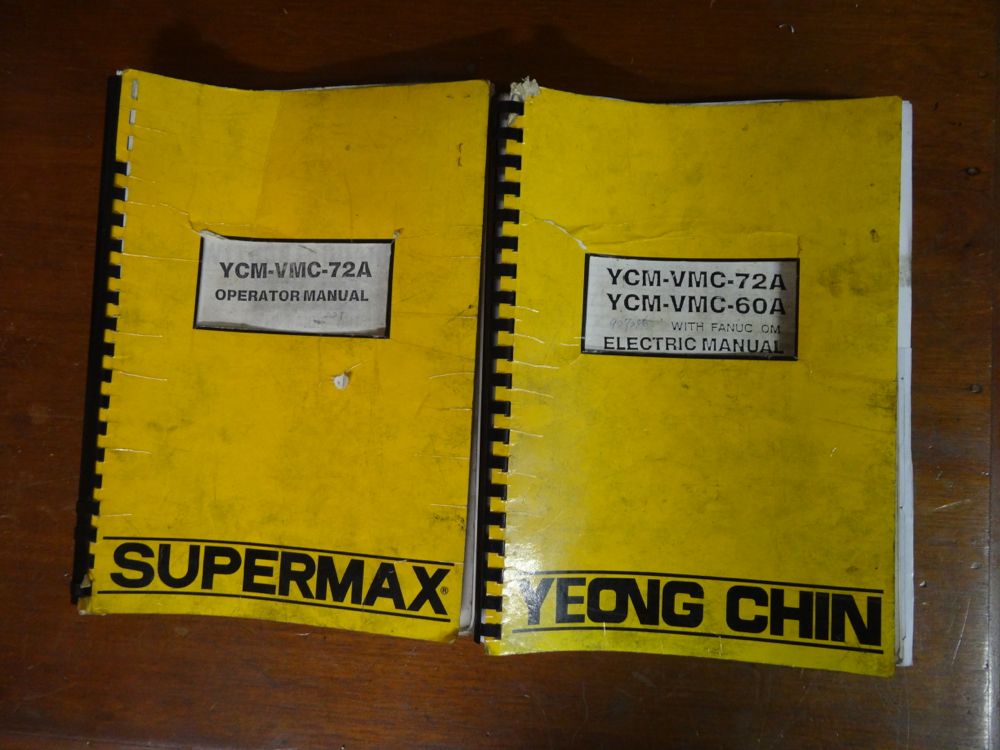 YCM-VMC-72A
OPERATOR MANUAL
SUPERMAX®
YCM-VMC-72A
YCM-VMC-60A
WITH FANUC OM
ELECTRIC MANUAL
YEONG CHIN